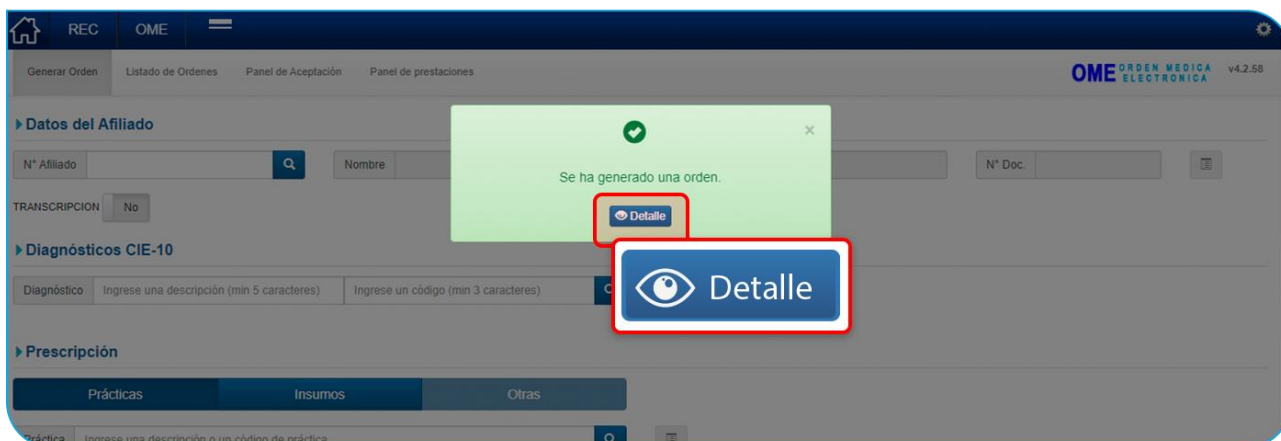 REC OME
Generar Orden Listado de Ordenes Panel de Aceptación Panel de prestaciones OME ORDEN MEDICA ELECTRONICA v4.2.58
Datos del Afiliado
N° Afiliado Nombre N° Doc.
Se ha generado una orden.
TRANSCRIPCION No
Detalle
Diagnósticos CIE-10
Detalle
Diagnóstico Ingrese una descripción (min 5 caracteres) Ingrese un código (min 3 caracteres)
Prescripción
Prácticas Insumos Otras
Práctica Ingrese una descripción o un código de práctica